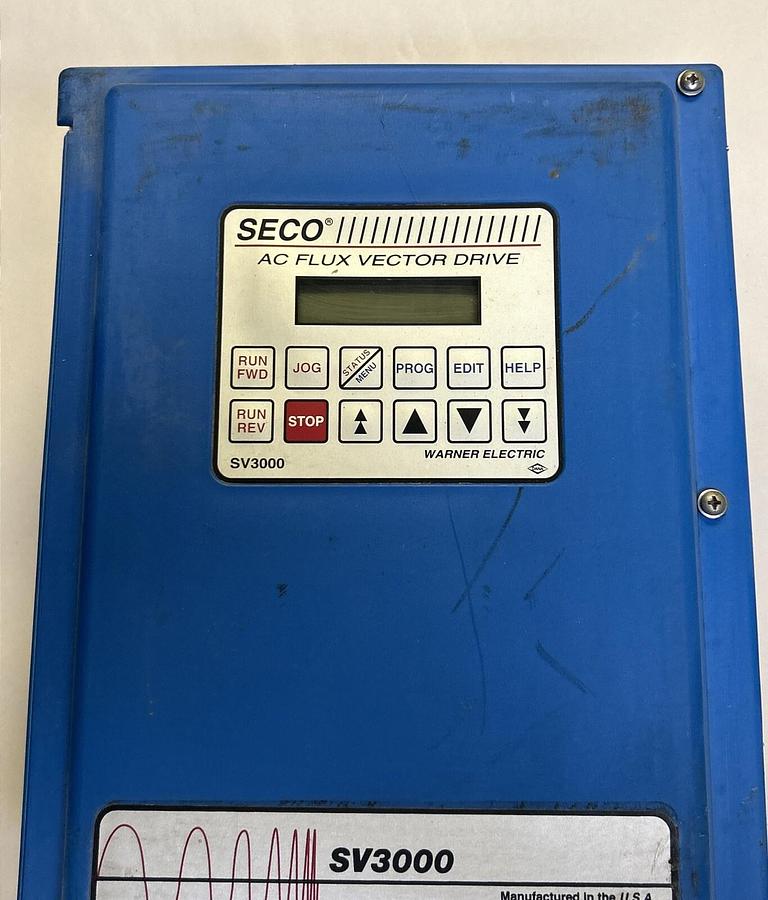 SECO®
AC FLUX VECTOR DRIVE
RUN FWD JOG STATUS MENU PROG EDIT HELP
RUN REV STOP
WARNER ELECTRIC
SV3000
SV3000
Manufactured in the U.S.A.